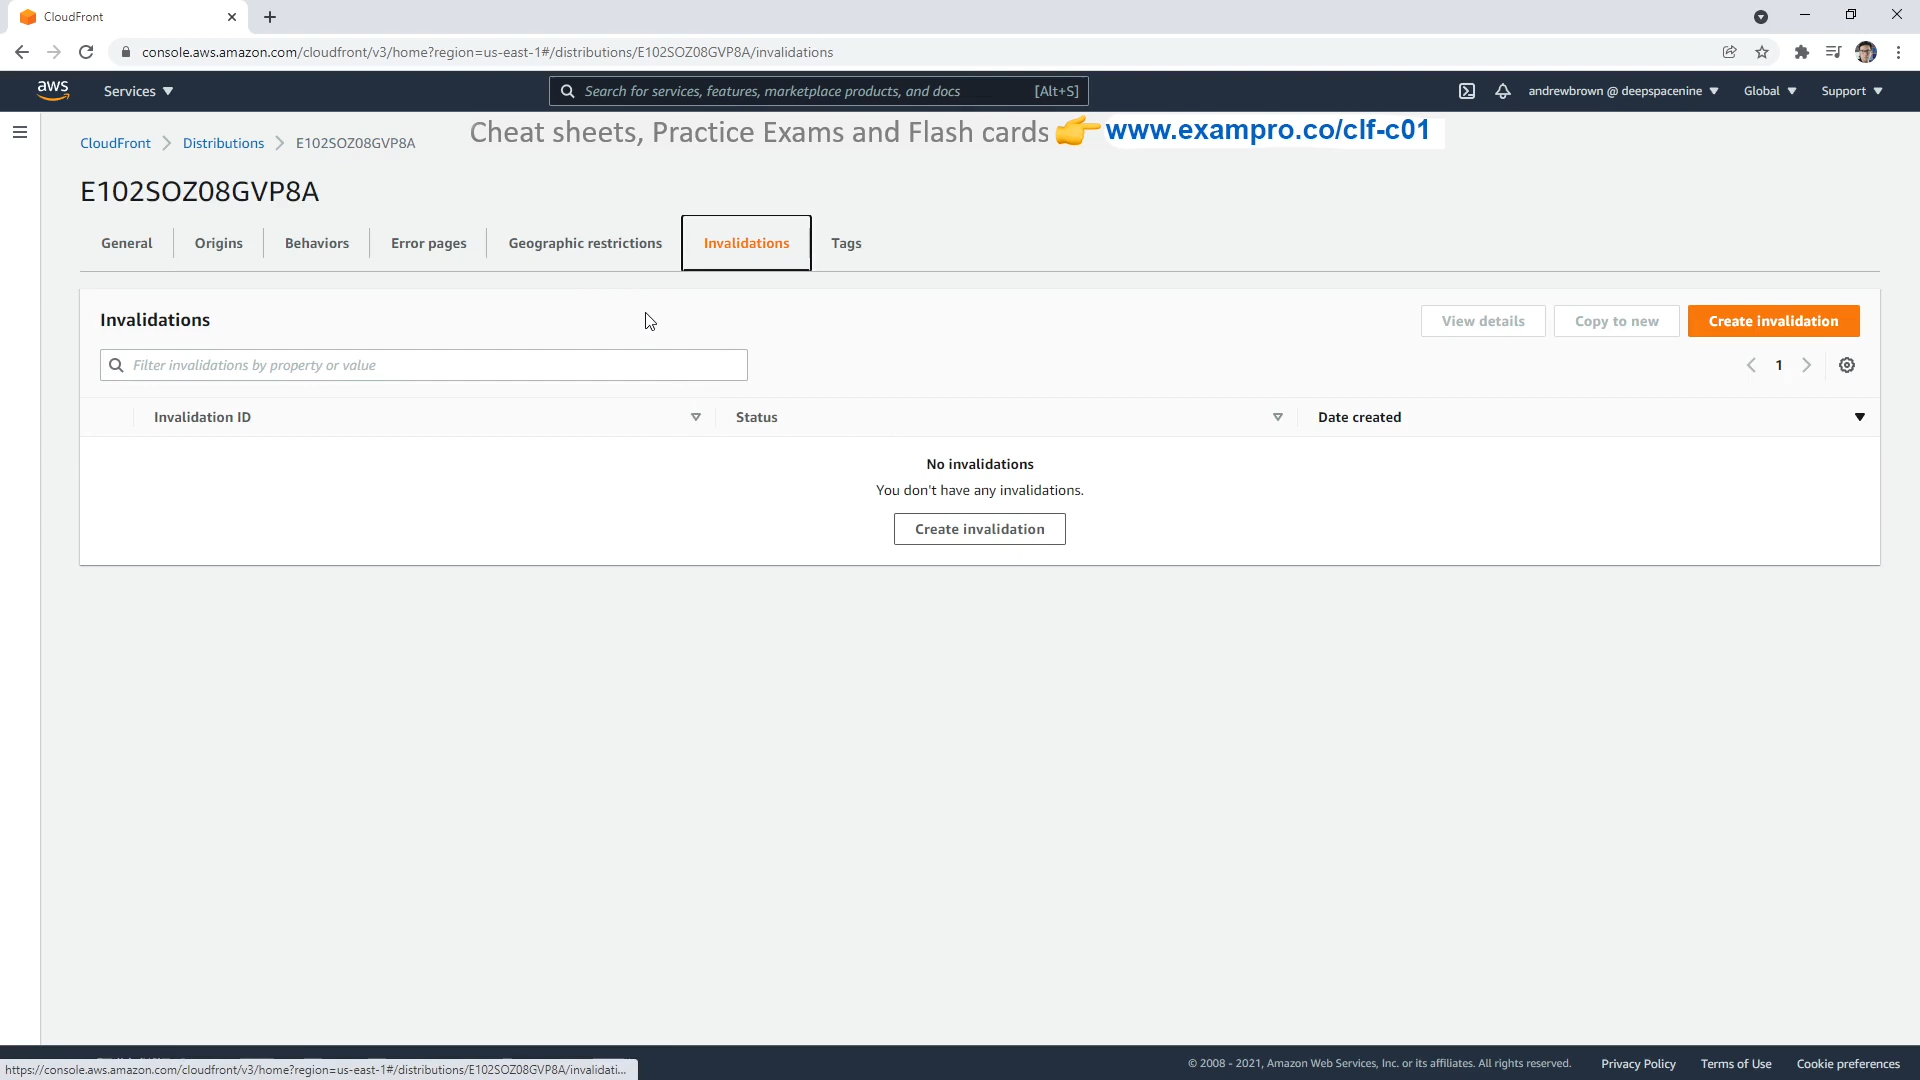 CloudFront
console.aws.amazon.com/cloudfront/v3/home?region=us-east-1#/distributions/E102SOZ08GVP8A/invalidations
aws
Services
Search for services, features, marketplace products, and docs
[Alt+S]
andrewbrown @ deepspacenine
Global
Support
CloudFront
Distributions
E102SOZ08GVP8A
Cheat sheets, Practice Exams and Flash cards 👉 www.exampro.co/clf-c01
E102SOZ08GVP8A
General
Origins
Behaviors
Error pages
Geographic restrictions
Invalidations
Tags
Invalidations
View details
Copy to new
Create invalidation
Filter invalidations by property or value
1
Invalidation ID
Status
Date created
No invalidations
You don't have any invalidations.
Create invalidation
https://console.aws.amazon.com/cloudfront/v3/home?region=us-east-1#/distributions/E102SOZ08GVP8A/invalidati...
© 2008 - 2021, Amazon Web Services, Inc. or its affiliates. All rights reserved.
Privacy Policy
Terms of Use
Cookie preferences